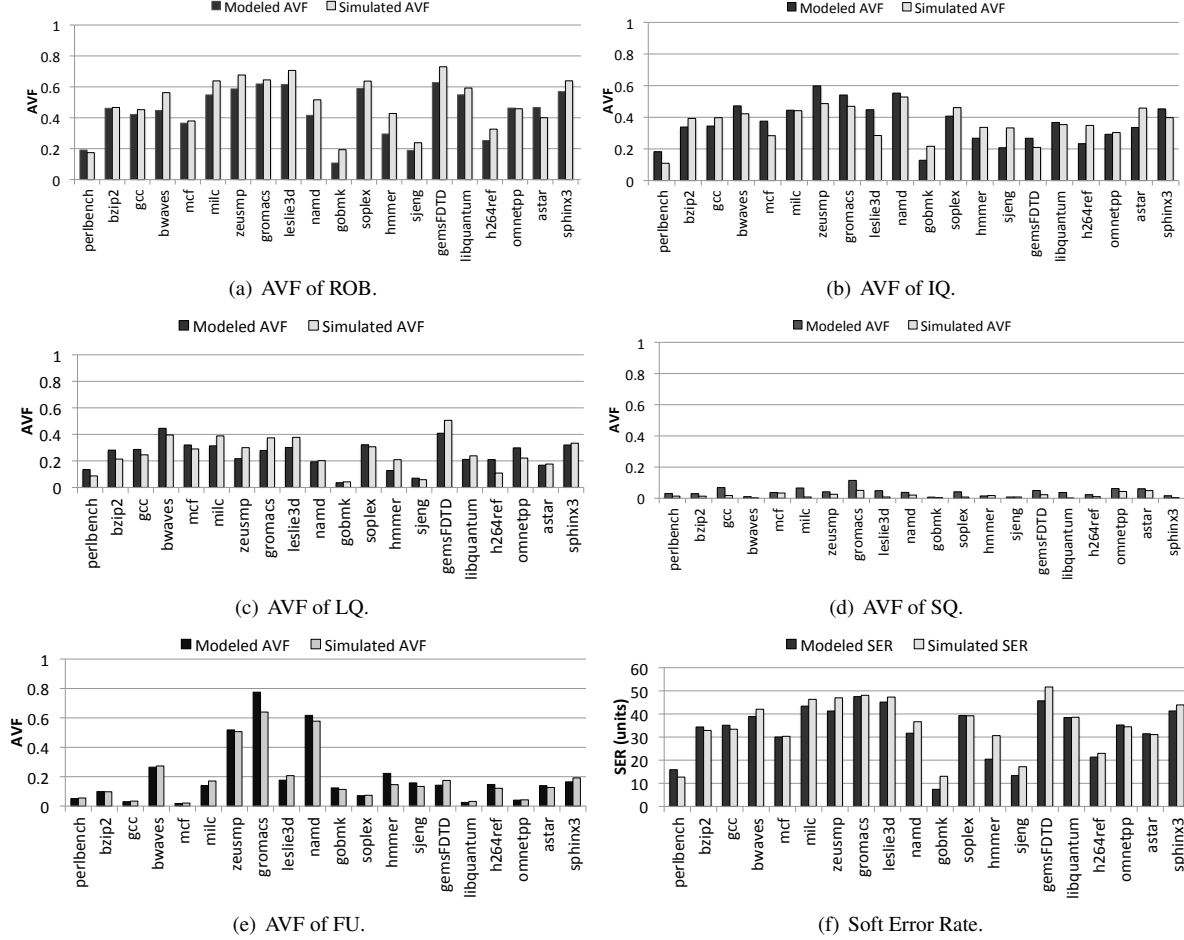 Modeled AVF Simulated AVF
1
0.8
0.6
0.4
0.2
0
AVF
perlbench
bzip2
gcc
bwaves
mcf
milc
zeusmp
gromacs
leslie3d
namd
gobmk
soplex
hmmer
sjeng
gemsFDTD
libquantum
h264ref
omnetpp
astar
sphinx3
(a) AVF of ROB.
Modeled AVF Simulated AVF
1
0.8
0.6
0.4
0.2
0
AVF
perlbench
bzip2
gcc
bwaves
mcf
milc
zeusmp
gromacs
leslie3d
namd
gobmk
soplex
hmmer
sjeng
gemsFDTD
libquantum
h264ref
omnetpp
astar
sphinx3
(b) AVF of IQ.
Modeled AVF Simulated AVF
1
0.8
0.6
0.4
0.2
0
AVF
perlbench
bzip2
gcc
bwaves
mcf
milc
zeusmp
gromacs
leslie3d
namd
gobmk
soplex
hmmer
sjeng
gemsFDTD
libquantum
h264ref
omnetpp
astar
sphinx3
(c) AVF of LQ.
Modeled AVF Simulated AVF
1
0.8
0.6
0.4
0.2
0
AVF
perlbench
bzip2
gcc
bwaves
mcf
milc
zeusmp
gromacs
leslie3d
namd
gobmk
soplex
hmmer
sjeng
gemsFDTD
libquantum
h264ref
omnetpp
astar
sphinx3
(d) AVF of SQ.
Modeled AVF Simulated AVF
1
0.8
0.6
0.4
0.2
0
AVF
perlbench
bzip2
gcc
bwaves
mcf
milc
zeusmp
gromacs
leslie3d
namd
gobmk
soplex
hmmer
sjeng
gemsFDTD
libquantum
h264ref
omnetpp
astar
sphinx3
(e) AVF of FU.
Modeled SER Simulated SER
60
50
40
30
20
10
0
SER (units)
perlbench
bzip2
gcc
bwaves
mcf
milc
zeusmp
gromacs
leslie3d
namd
gobmk
soplex
hmmer
sjeng
gemsFDTD
libquantum
h264ref
omnetpp
astar
sphinx3
(f) Soft Error Rate.